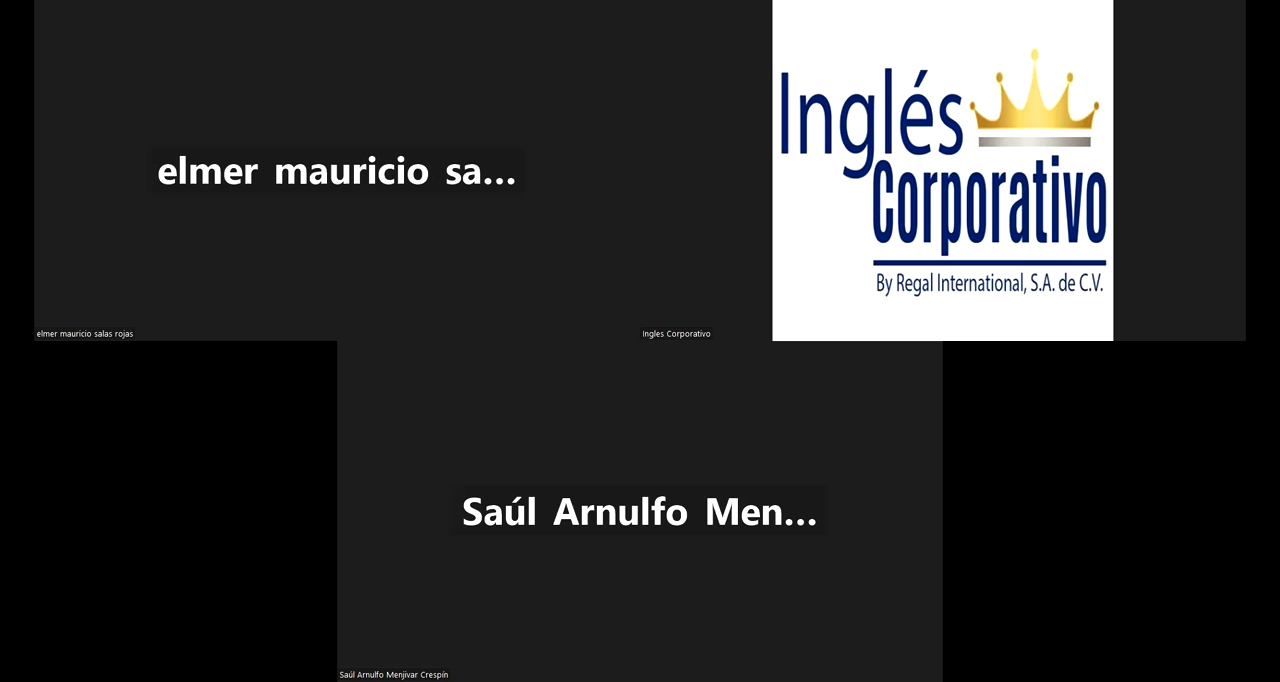 elmer mauricio sa...
elmer mauricio salas rojas
Inglés
Corporativo
By Regal International, S.A. de C.V.
Ingles Corporativo
Saúl Arnulfo Men...
Saúl Arnulfo Menjivar Crespín